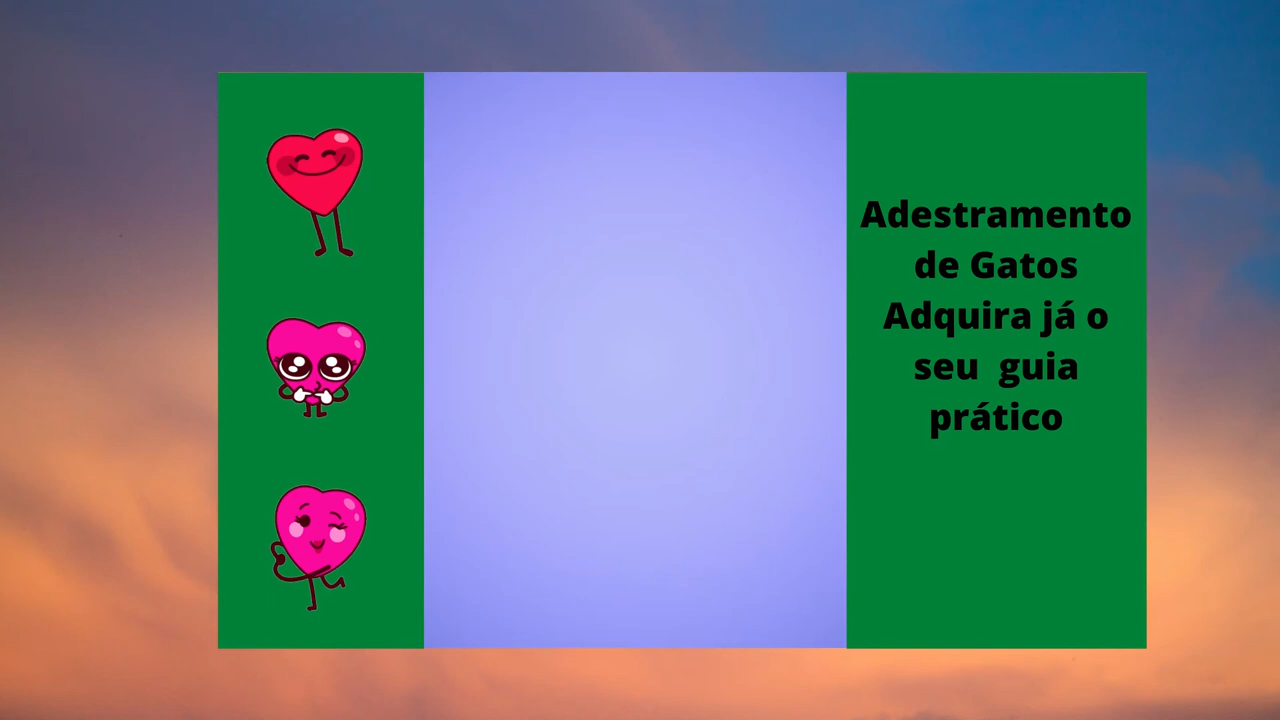 Adestramento
de Gatos
Adquira já o
seu  guia
prático